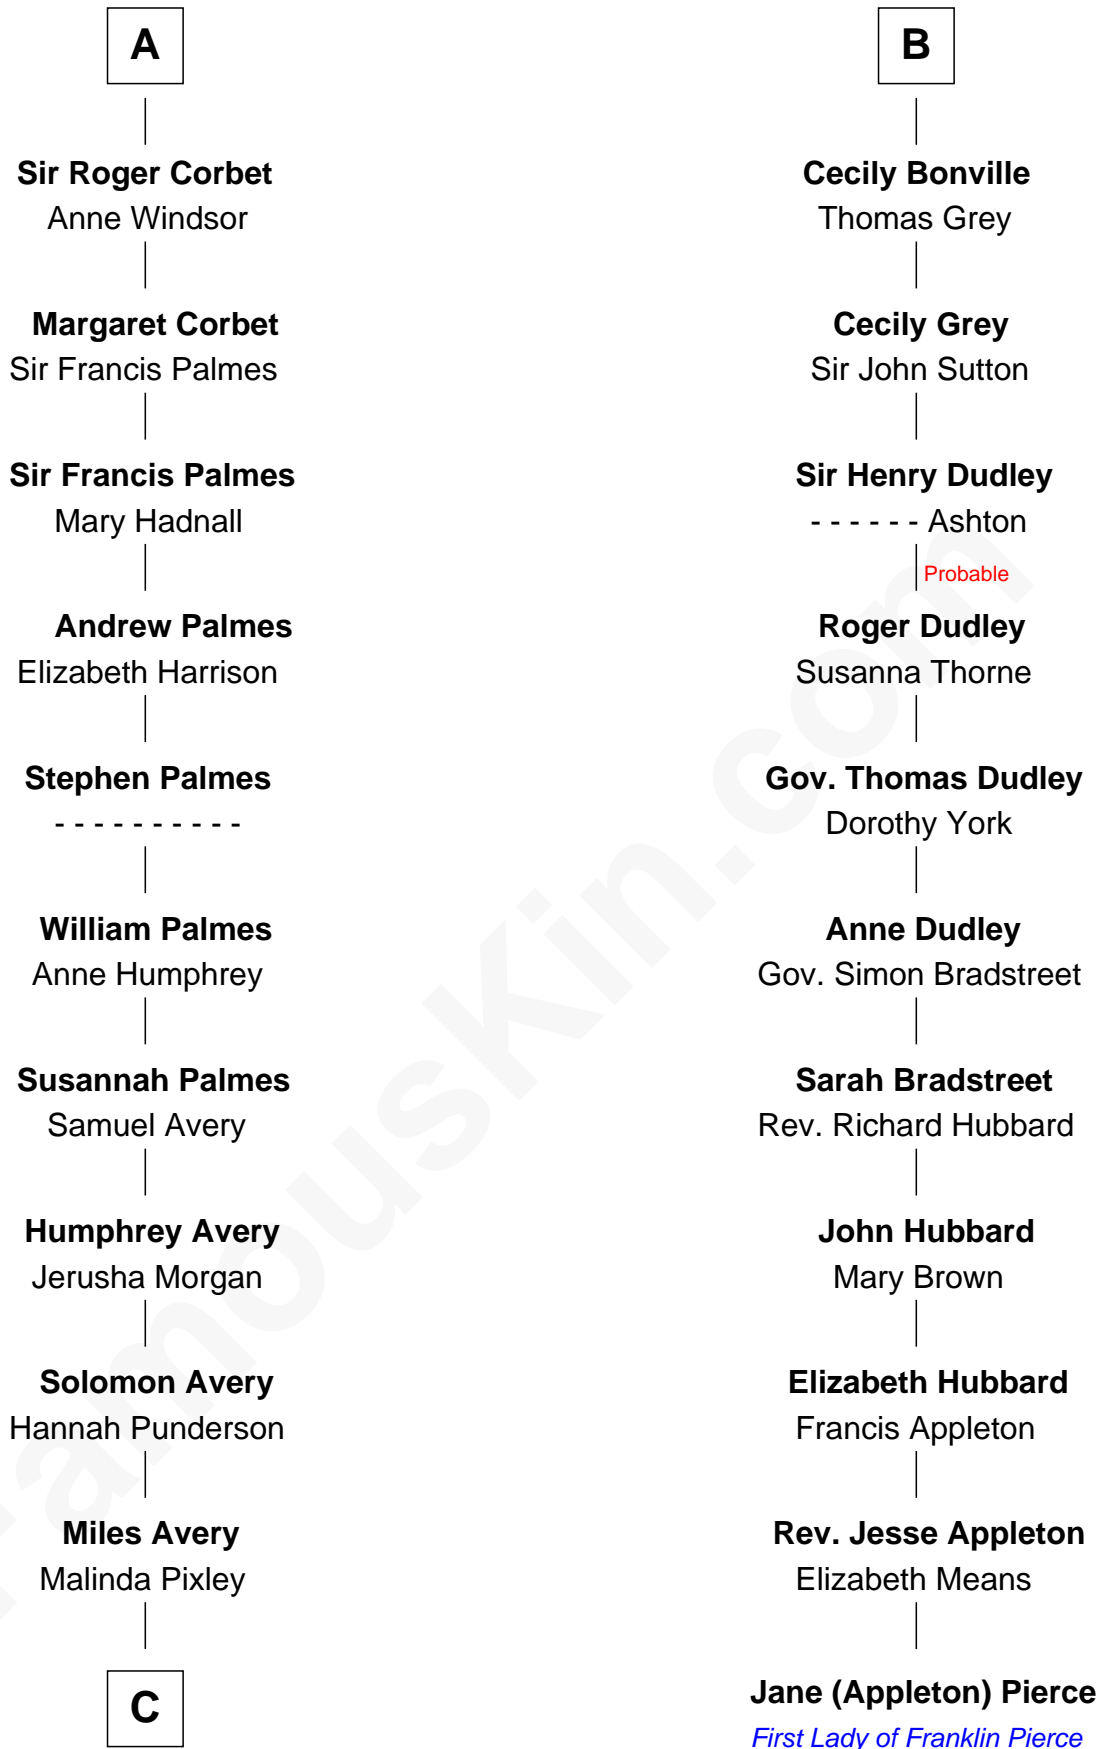 A
Sir Roger Corbet
Anne Windsor
Margaret Corbet
Sir Francis Palmes
Sir Francis Palmes
Mary Hadnall
Andrew Palmes
Elizabeth Harrison
Stephen Palmes
- - - - - - - - - -
William Palmes
Anne Humphrey
Susannah Palmes
Samuel Avery
Humphrey Avery
Jerusha Morgan
Solomon Avery
Hannah Punderson
Miles Avery
Malinda Pixley
C
B
Cecily Bonville
Thomas Grey
Cecily Grey
Sir John Sutton
Sir Henry Dudley
- - - - - - Ashton
Probable
Roger Dudley
Susanna Thorne
Gov. Thomas Dudley
Dorothy York
Anne Dudley
Gov. Simon Bradstreet
Sarah Bradstreet
Rev. Richard Hubbard
John Hubbard
Mary Brown
Elizabeth Hubbard
Francis Appleton
Rev. Jesse Appleton
Elizabeth Means
Jane (Appleton) Pierce
First Lady of Franklin Pierce
FamousKin.com